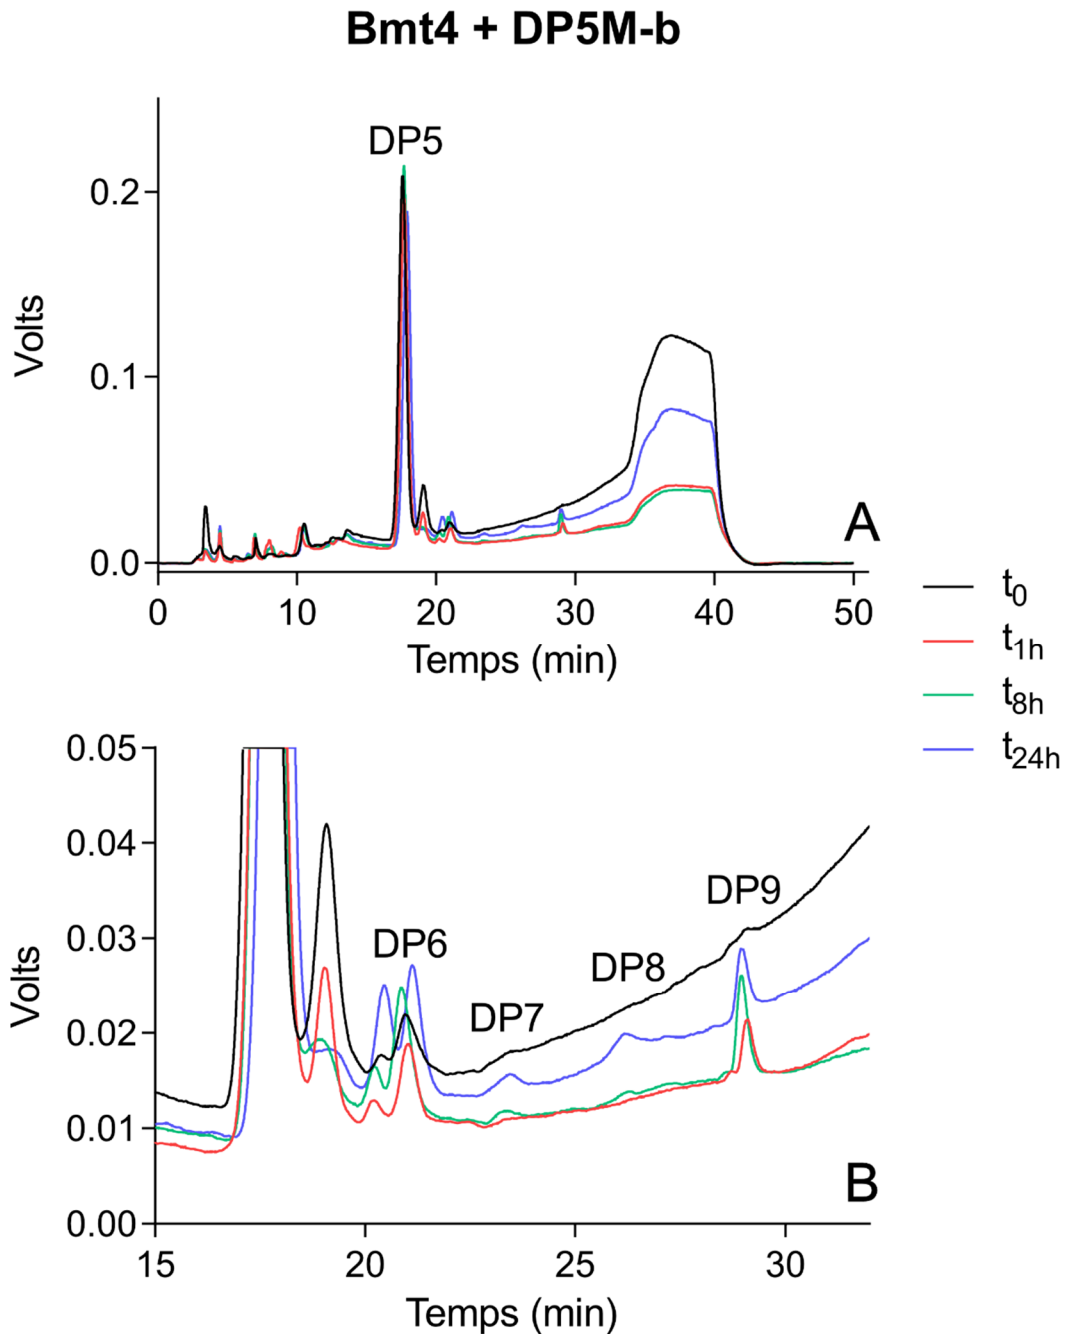 Bmt4 + DP5M-b
DP5
Volts
0.2
0.1
0.0
A
0 10 20 30 40 50
Temps (min)
t0
t1h
t8h
t24h
0.05
0.04
0.03
0.02
0.01
0.00
Volts
DP6
DP7
DP8
DP9
B
15 20 25 30
Temps (min)